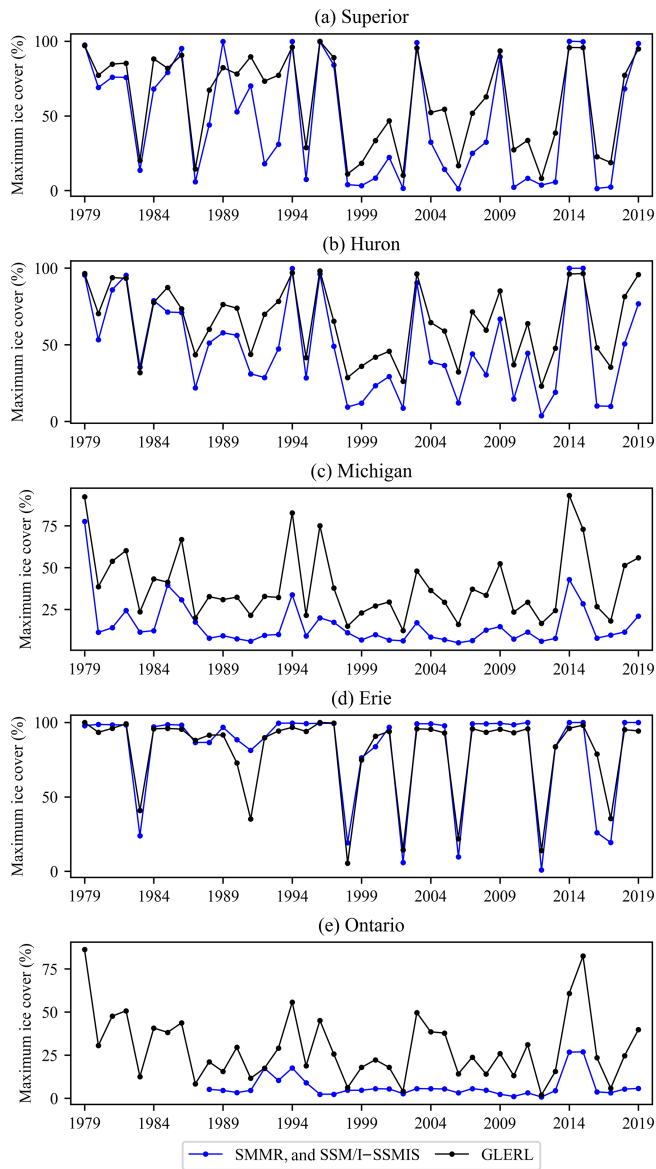 (a) Superior
Maximum ice cover (%)
100
50
0
1979 1984 1989 1994 1999 2004 2009 2014 2019
(b) Huron
Maximum ice cover (%)
100
50
0
1979 1984 1989 1994 1999 2004 2009 2014 2019
(c) Michigan
Maximum ice cover (%)
75
50
25
1979 1984 1989 1994 1999 2004 2009 2014 2019
(d) Erie
Maximum ice cover (%)
100
50
0
1979 1984 1989 1994 1999 2004 2009 2014 2019
(e) Ontario
Maximum ice cover (%)
75
50
25
0
1979 1984 1989 1994 1999 2004 2009 2014 2019
SMMR, and SSM/I−SSMIS GLERL